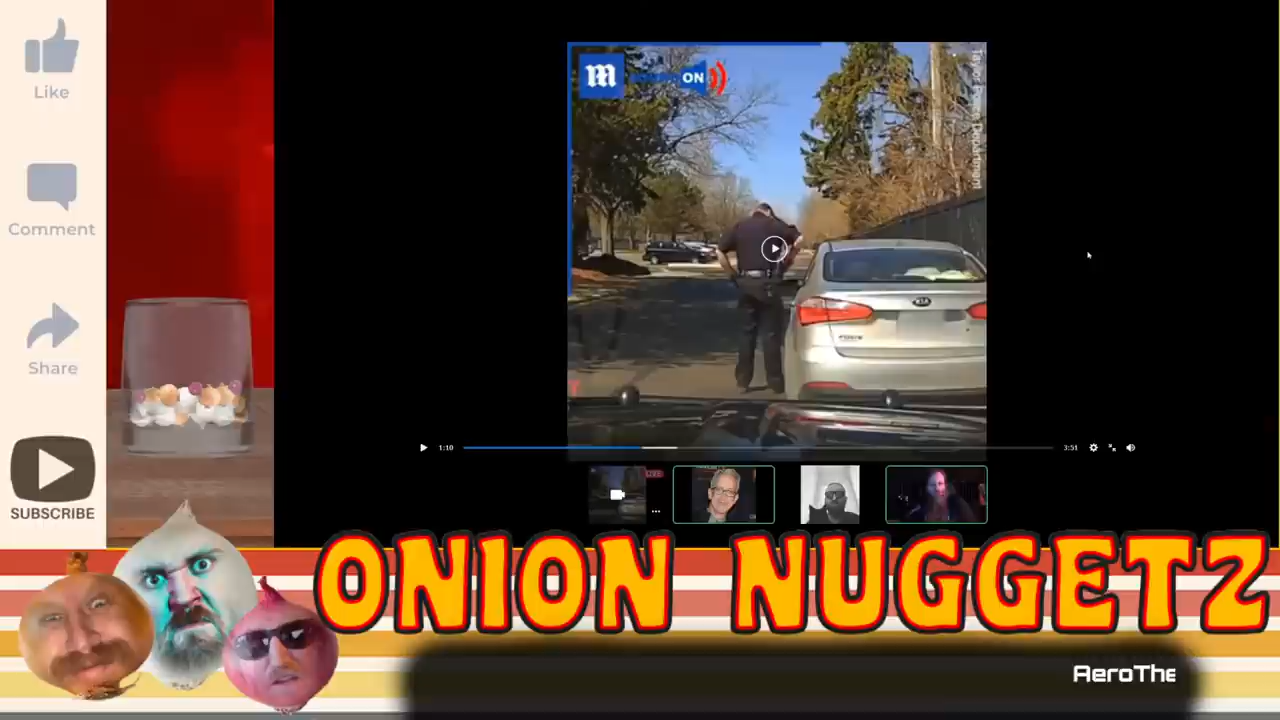 Like
Comment
Share
SUBSCRIBE
ON
KIA
1:10
3:51
ONION NUGGETZ
AeroThe